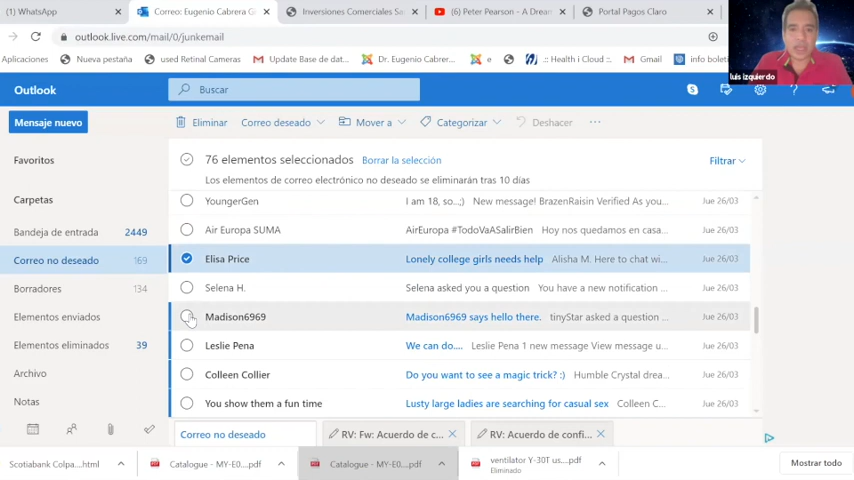 (1) WhatsApp
Correo: Eugenio Cabrera G
Inversiones Comerciales Sa
(6) Peter Pearson - A Dream
Portal Pagos Claro
outlook.live.com/mail/0/junkemail
Aplicaciones
Nueva pestaña
used Retinal Cameras
Update Base de dat...
Dr. Eugenio Cabrer...
e
.:: Health i Cloud ::.
Gmail
info boleti
luis izquierdo
Outlook
Buscar
Mensaje nuevo
Eliminar
Correo deseado
Mover a
Categorizar
Deshacer
Favoritos
76 elementos seleccionados
Borrar la selección
Filtrar
Los elementos de correo electrónico no deseado se eliminarán tras 10 días
Carpetas
YoungerGen
I am 18, so...;) New message! BrazenRaisin Verified As you...
Jue 26/03
Bandeja de entrada 2449
Air Europa SUMA
AirEuropa #TodoVaASalirBien Hoy nos quedamos en casa...
Jue 26/03
Correo no deseado 169
Elisa Price
Lonely college girls needs help Alisha M. Here to chat wi...
Jue 26/03
Borradores 134
Selena H.
Selena asked you a question You have a new notification ...
Jue 26/03
Elementos enviados
Madison6969
Madison6969 says hello there. tinyStar asked a question ...
Jue 26/03
Elementos eliminados 39
Leslie Pena
We can do.... Leslie Pena 1 new message View message u...
Jue 26/03
Archivo
Colleen Collier
Do you want to see a magic trick? :) Humble Crystal drea...
Jue 26/03
Notas
You show them a fun time
Lusty large ladies are searching for casual sex Colleen C...
Jue 26/03
Correo no deseado
RV: Fw: Acuerdo de c...
RV: Acuerdo de confi...
Scotiabank Colpa....html
Catalogue - MY-E0....pdf
Catalogue - MY-E0....pdf
ventilator Y-30T us....pdf
Eliminado
Mostrar todo